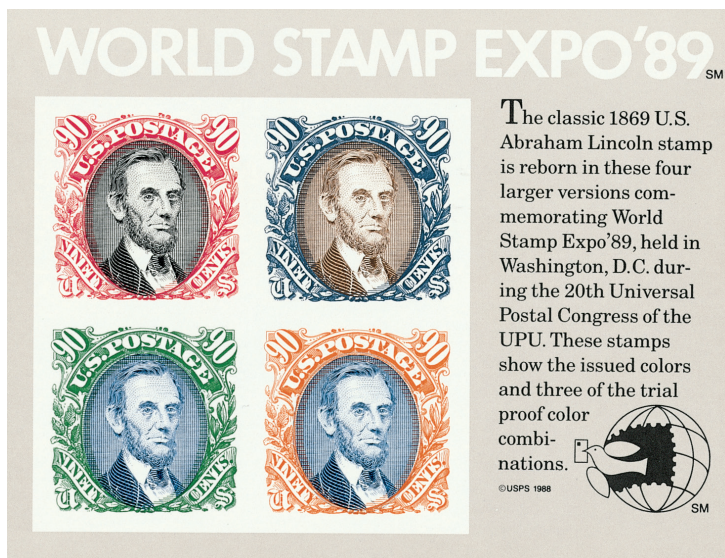 WORLD STAMP EXPO'89
SM
The classic 1869 U.S.
Abraham Lincoln stamp
is reborn in these four
larger versions com-
memorating World
Stamp Expo'89, held in
Washington, D.C. dur-
ing the 20th Universal
Postal Congress of the
UPU. These stamps
show the issued colors
and three of the trial
proof color
combi-
nations.
©USPS 1988
SM
90 90
U.S. POSTAGE
NINETY CENTS
U S
90 90
U.S. POSTAGE
NINETY CENTS
U S
90 90
U.S. POSTAGE
NINETY CENTS
U S
90 90
U.S. POSTAGE
NINETY CENTS
U S